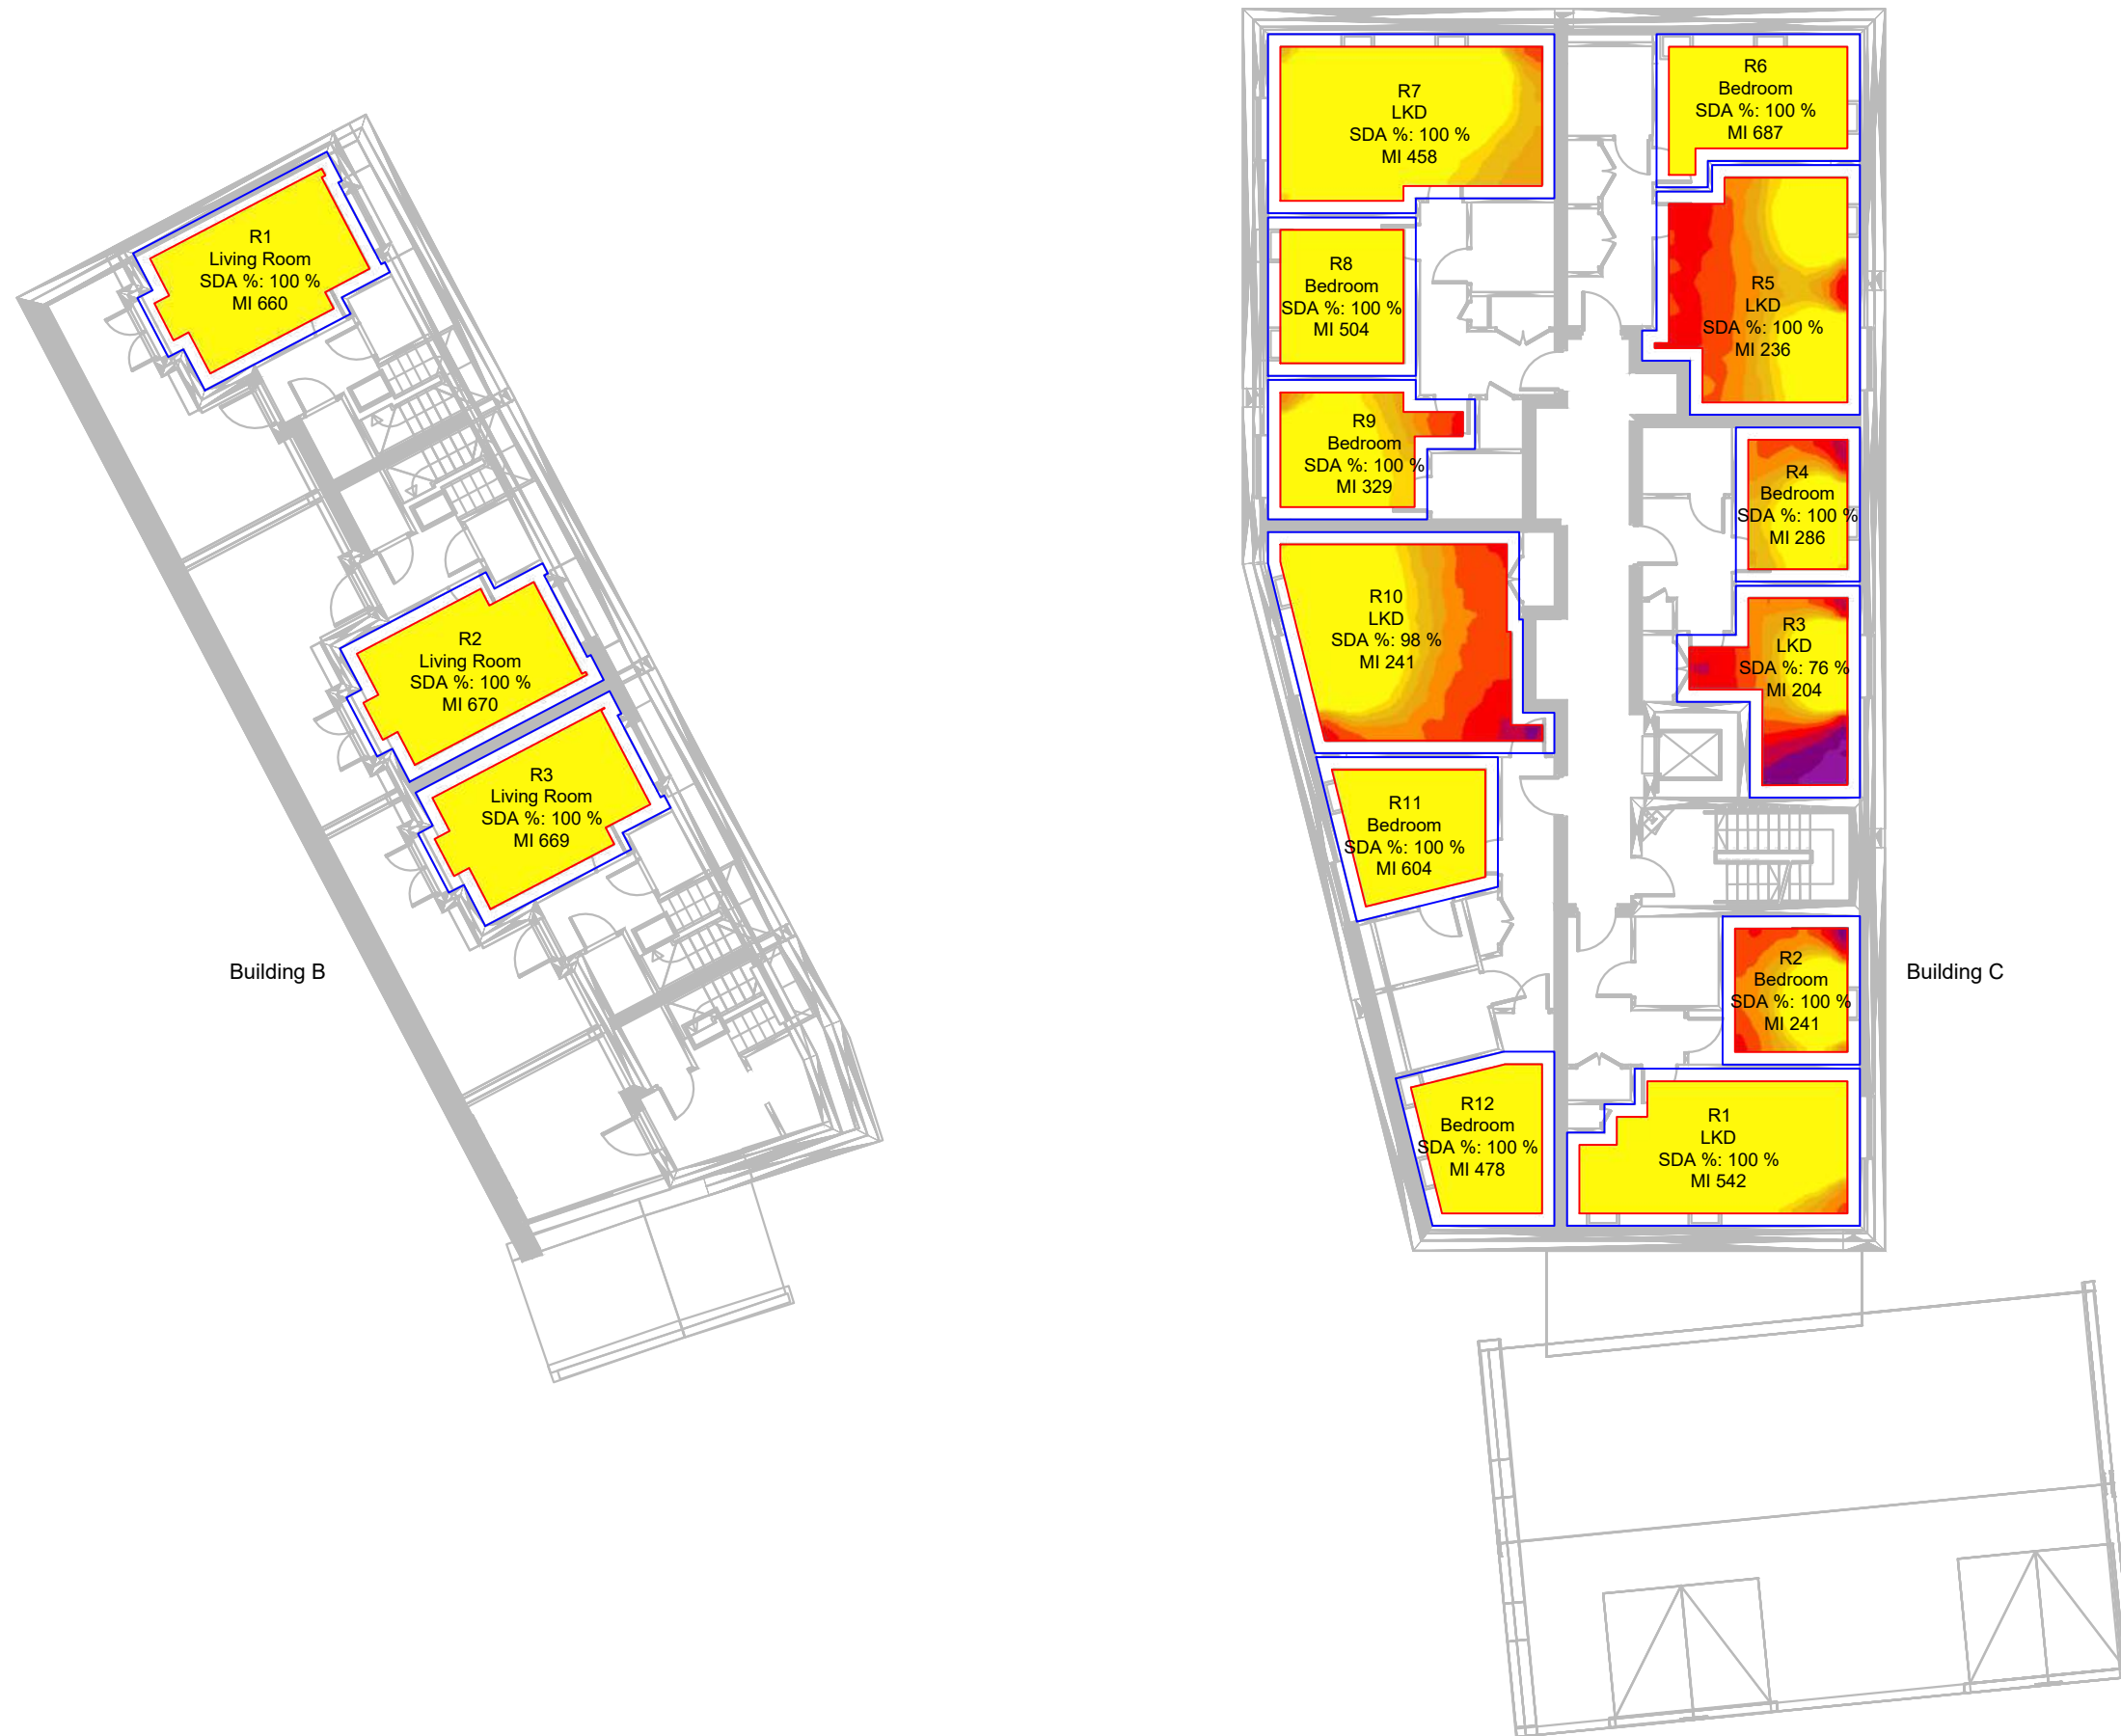 R1
Living Room
SDA %: 100 %
MI 660
R2
Living Room
SDA %: 100 %
MI 670
R3
Living Room
SDA %: 100 %
MI 669
Building B
R7
LKD
SDA %: 100 %
MI 458
R6
Bedroom
SDA %: 100 %
MI 687
R8
Bedroom
SDA %: 100 %
MI 504
R5
LKD
SDA %: 100 %
MI 236
R9
Bedroom
SDA %: 100 %
MI 329
R4
Bedroom
SDA %: 100 %
MI 286
R10
LKD
SDA %: 98 %
MI 241
R3
LKD
SDA %: 76 %
MI 204
R11
Bedroom
SDA %: 100 %
MI 604
R2
Bedroom
SDA %: 100 %
MI 241
Building C
R12
Bedroom
SDA %: 100 %
MI 478
R1
LKD
SDA %: 100 %
MI 542